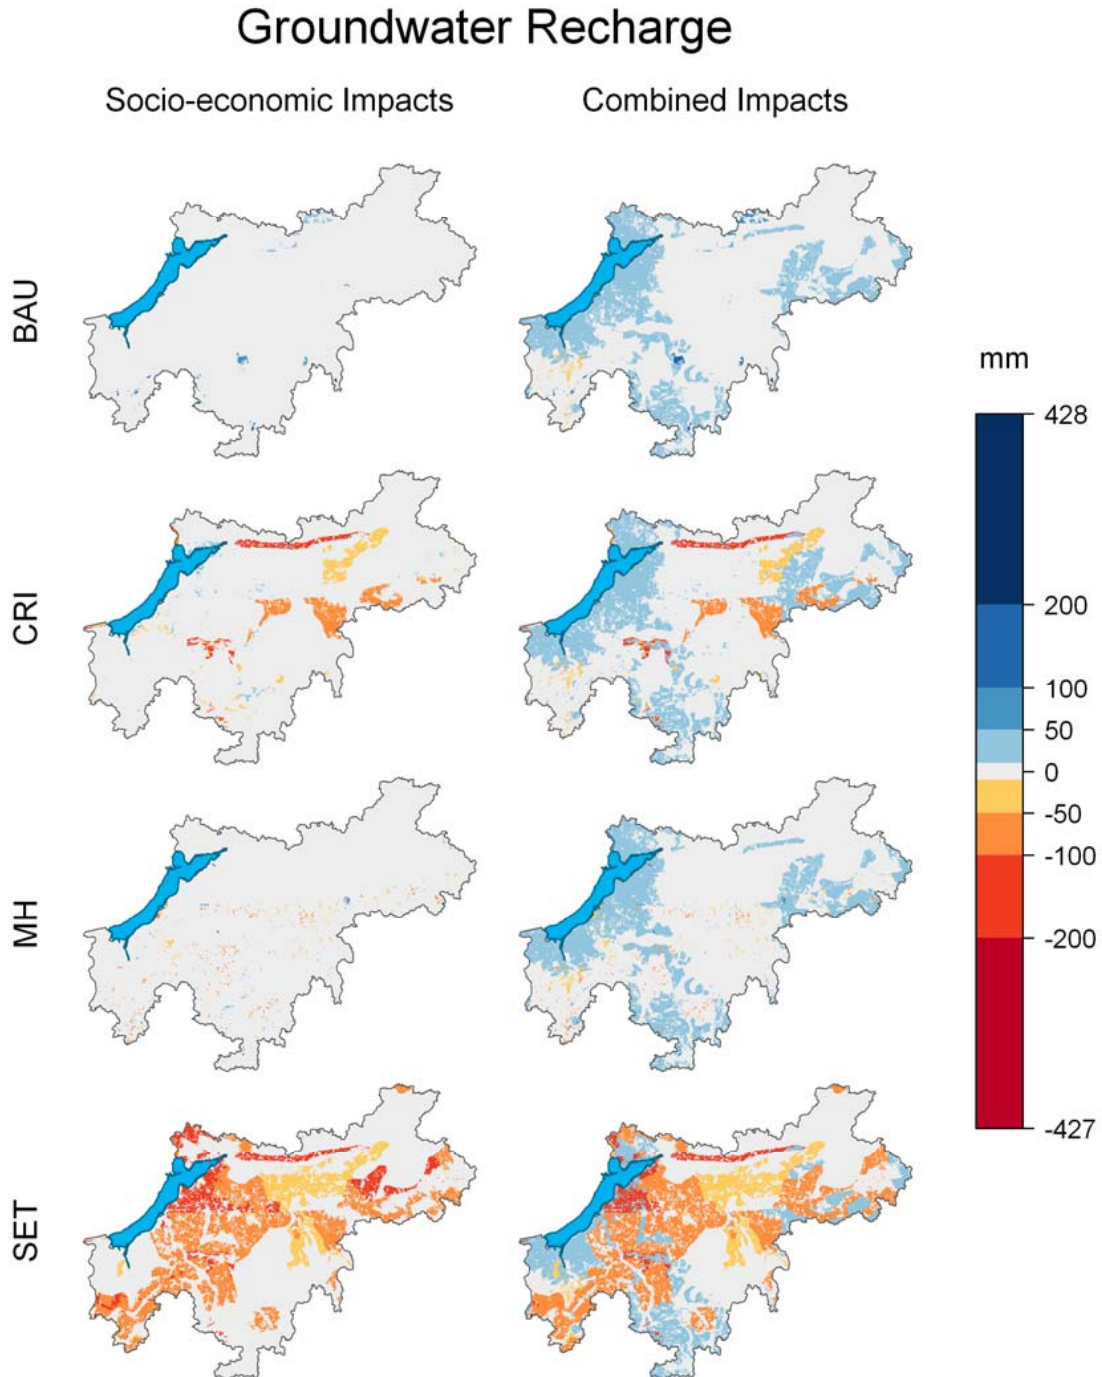 Groundwater Recharge
Socio-economic Impacts
Combined Impacts
BAU
CRI
MH
SET
mm
428
200
100
50
0
-50
-100
-200
-427